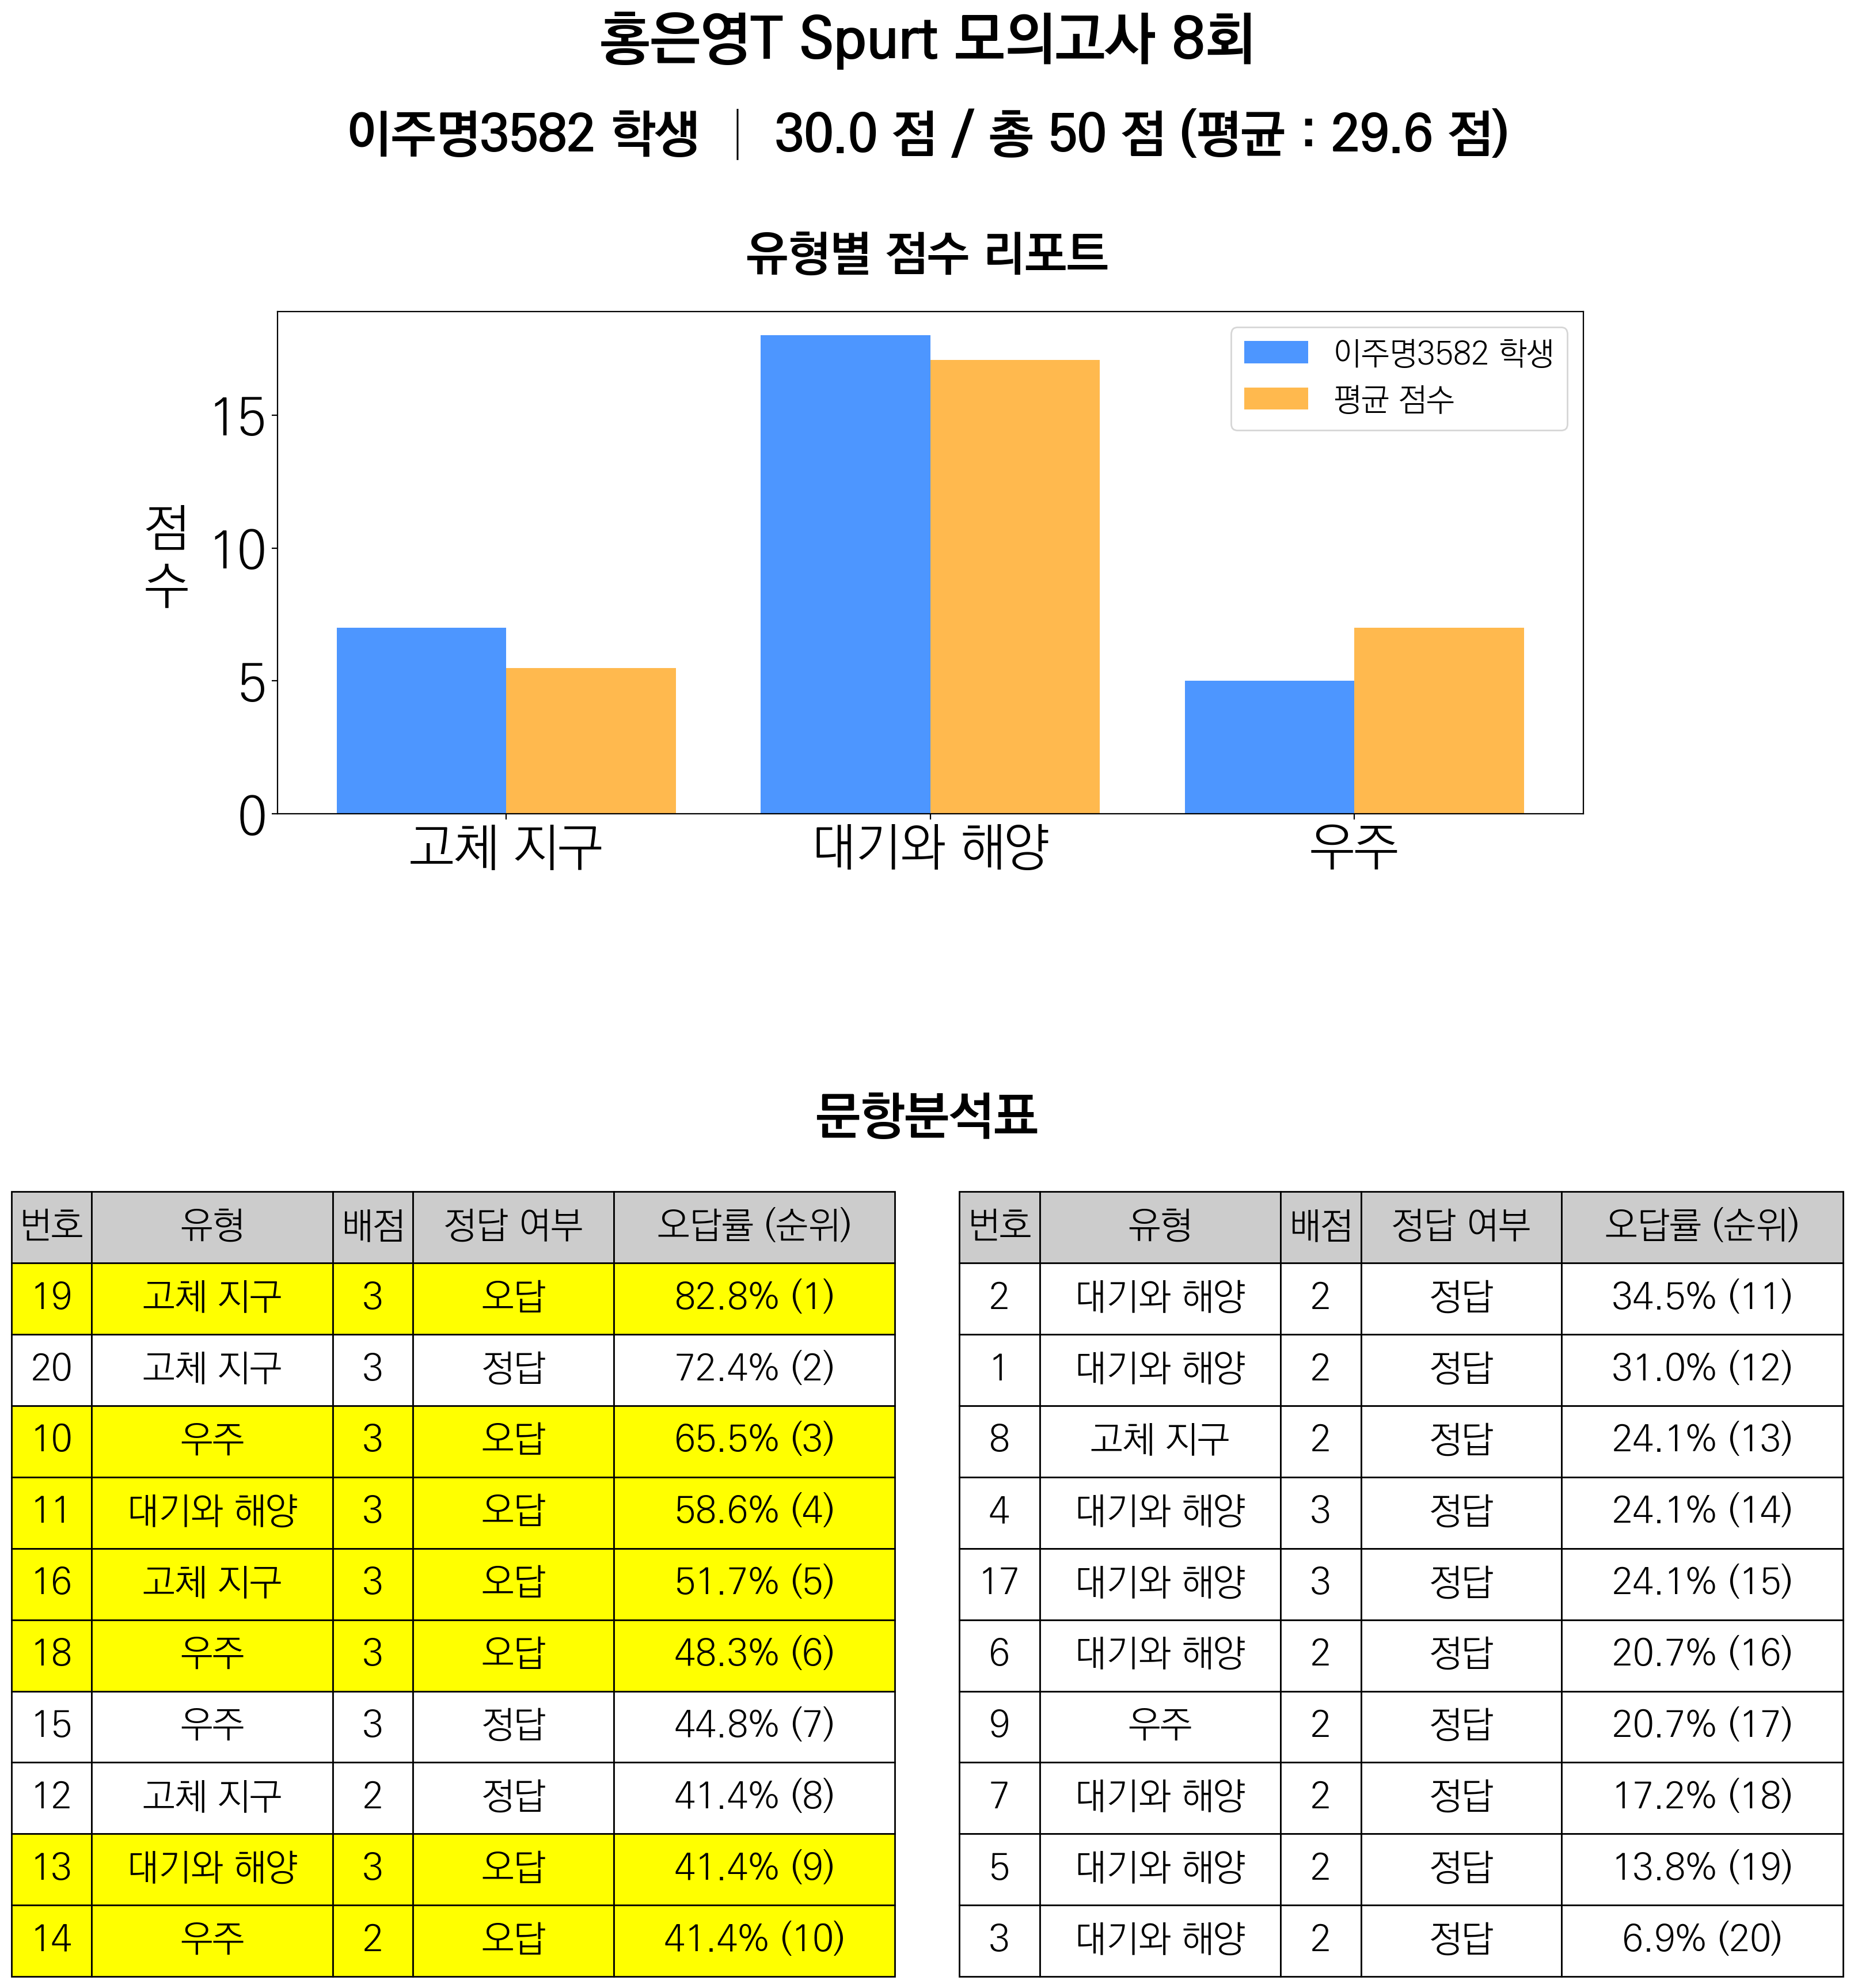 홍은영T Spurt 모의고사 8회
이주명3582 학생 │ 30.0 점 / 총 50 점 (평균 : 29.6 점)
유형별 점수 리포트
이주명3582 학생
평균 점수
점
수
15
10
5
0
고체 지구 대기와 해양 우주
문항분석표
번호 유형 배점 정답 여부 오답률 (순위)
19 고체 지구 3 오답 82.8% (1)
20 고체 지구 3 정답 72.4% (2)
10 우주 3 오답 65.5% (3)
11 대기와 해양 3 오답 58.6% (4)
16 고체 지구 3 오답 51.7% (5)
18 우주 3 오답 48.3% (6)
15 우주 3 정답 44.8% (7)
12 고체 지구 2 정답 41.4% (8)
13 대기와 해양 3 오답 41.4% (9)
14 우주 2 오답 41.4% (10)
번호 유형 배점 정답 여부 오답률 (순위)
2 대기와 해양 2 정답 34.5% (11)
1 대기와 해양 2 정답 31.0% (12)
8 고체 지구 2 정답 24.1% (13)
4 대기와 해양 3 정답 24.1% (14)
17 대기와 해양 3 정답 24.1% (15)
6 대기와 해양 2 정답 20.7% (16)
9 우주 2 정답 20.7% (17)
7 대기와 해양 2 정답 17.2% (18)
5 대기와 해양 2 정답 13.8% (19)
3 대기와 해양 2 정답 6.9% (20)